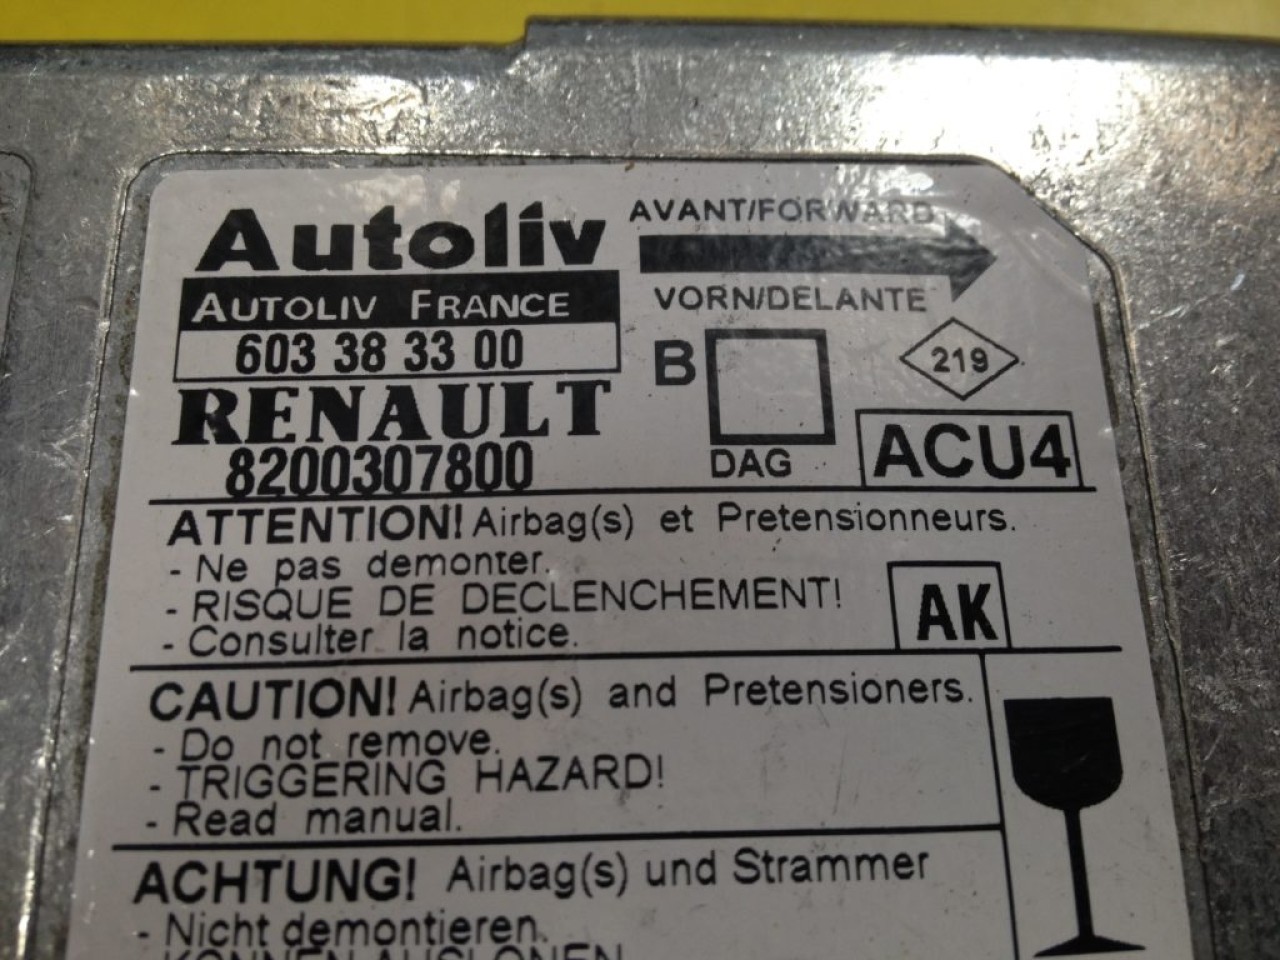 Autoliv
AUTOLIV FRANCE
603 38 33 00
RENAULT
8200307800
AVANT/FORWARD
VORN/DELANTE
B
DAG
219
ACU4
ATTENTION! Airbag(s) et Pretensionneurs.
- Ne pas demonter.
- RISQUE DE DECLENCHEMENT!
- Consulter la notice.
AK
CAUTION! Airbag(s) and Pretensioners.
- Do not remove.
- TRIGGERING HAZARD!
- Read manual.
ACHTUNG! Airbag(s) und Strammer
- Nicht demontieren.
KÖNNEN AUSLÖNEN